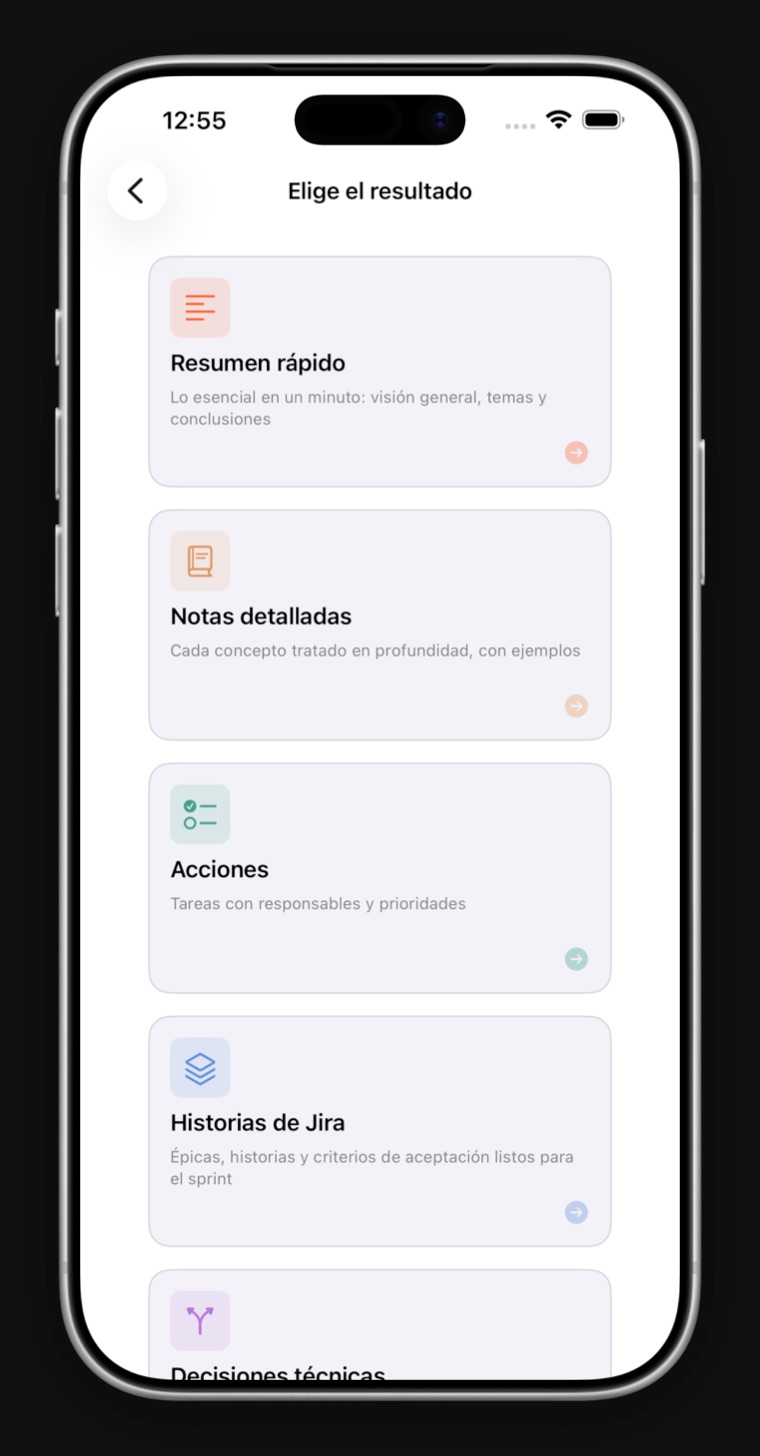 12:55
Elige el resultado
Resumen rápido
Lo esencial en un minuto: visión general, temas y
conclusiones
Notas detalladas
Cada concepto tratado en profundidad, con ejemplos
Acciones
Tareas con responsables y prioridades
Historias de Jira
Épicas, historias y criterios de aceptación listos para
el sprint
Decisiones técnicas